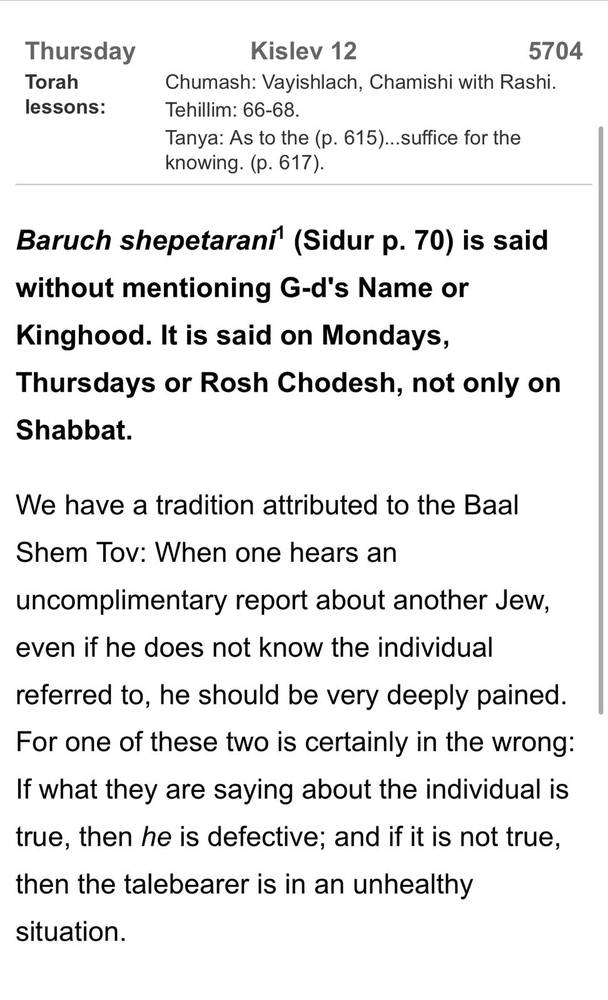 Thursday Kislev 12 5704
Torah lessons: Chumash: Vayishlach, Chamishi with Rashi.
Tehillim: 66-68.
Tanya: As to the (p. 615)...suffice for the
knowing. (p. 617).
Baruch shepetarani¹ (Sidur p. 70) is said
without mentioning G-d's Name or
Kinghood. It is said on Mondays,
Thursdays or Rosh Chodesh, not only on
Shabbat.
We have a tradition attributed to the Baal
Shem Tov: When one hears an
uncomplimentary report about another Jew,
even if he does not know the individual
referred to, he should be very deeply pained.
For one of these two is certainly in the wrong:
If what they are saying about the individual is
true, then he is defective; and if it is not true,
then the talebearer is in an unhealthy
situation.